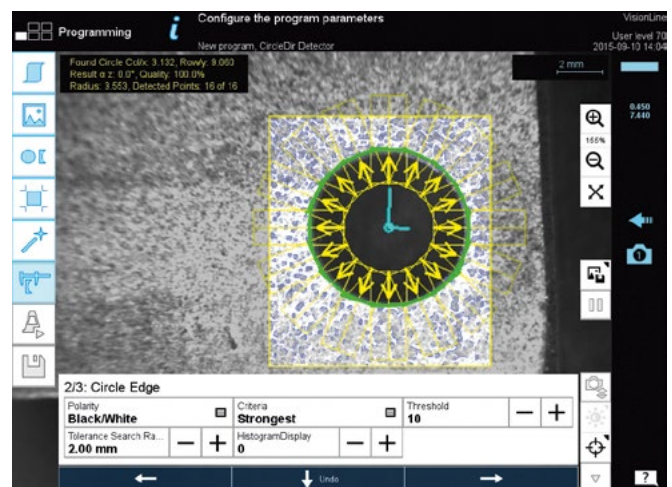 Programming
Configure the program parameters
New program, CircleDir Detector
VisionLine
User level 70
2015-09-10 14:04
Found Circle Col/x: 3.132, Row/y: 9.060
Result α z: 0.0°, Quality: 100.0%
Radius: 3.553, Detected Points: 16 of 16
2 mm
0.450
7.440
155%
1
2/3: Circle Edge
Polarity
Black/White
Criteria
Strongest
Threshold
10
Tolerance Search Ra...
2.00 mm
HistogramDisplay
0
Undo
?